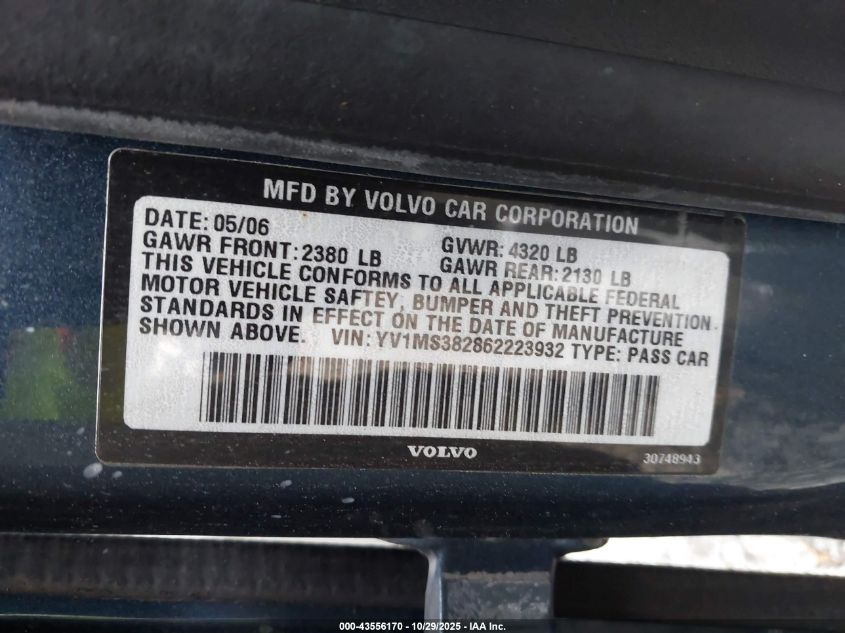 MFD BY VOLVO CAR CORPORATION
DATE: 05/06
GAWR FRONT: 2380 LB GVWR: 4320 LB
GAWR REAR: 2130 LB
THIS VEHICLE CONFORMS TO ALL APPLICABLE FEDERAL
MOTOR VEHICLE SAFTEY, BUMPER AND THEFT PREVENTION.
STANDARDS IN EFFECT ON THE DATE OF MANUFACTURE
SHOWN ABOVE. VIN: YV1MS382862223932 TYPE: PASS CAR
VOLVO
30748943
000-43556170 - 10/29/2025 - IAA Inc.